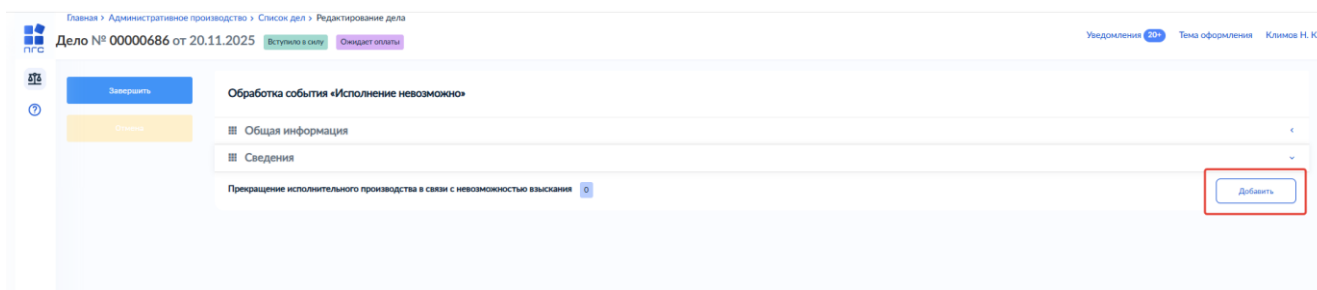 Главная > Административное производство > Список дел > Редактирование дела
Дело № 00000686 от 20.11.2025 Вступило в силу Ожидает оплаты
Уведомления 20+ Тема оформления Климов Н. К
пгс
Завершить
Обработка события «Исполнение невозможно»
Отмена
Общая информация
Сведения
Прекращение исполнительного производства в связи с невозможностью взыскания 0
Добавить